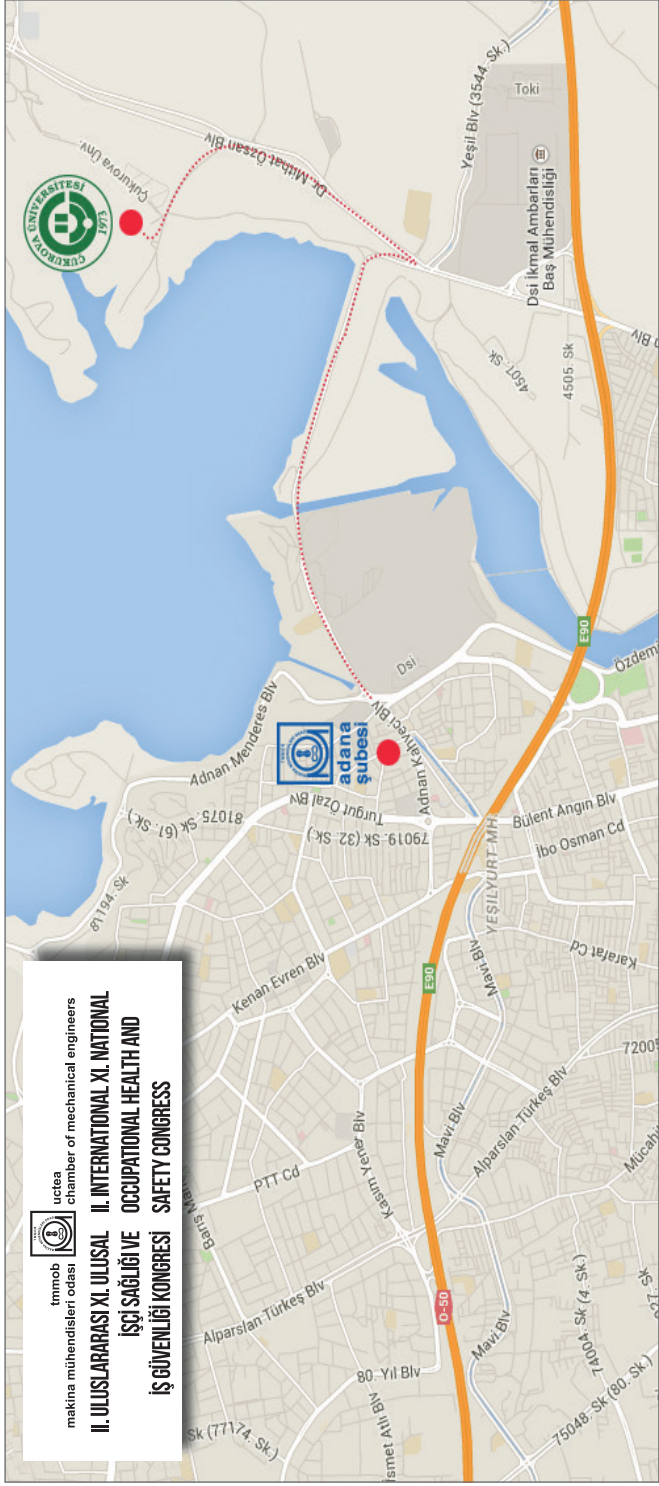 tmmob
makina mühendisleri odası
uctea
chamber of mechanical engineers
II. ULUSLARARASI XI. ULUSAL
İŞÇİ SAĞLIĞI VE
İŞ GÜVENLİĞİ KONGRESİ
II. INTERNATIONAL XI. NATIONAL
OCCUPATIONAL HEALTH AND
SAFETY CONGRESS
81194. Sk
81075. Sk (61. Sk.)
Adnan Menderes Blv
ÇUKUROVA ÜNİVERSİTESİ
1973
Çukurova Ünv.
Dr Mithat Özsan Blv
Sk (77174. Sk.)
Alparslan Türkeş Blv
Barış Man
PTT Cd
Kenan Evren Blv
Turgut Özal Blv
79019. Sk (32. Sk.)
adana
şubesi
Adnan Kahveci Blv
Dsi
İsmet Atlı Blv
80. Yıl Blv
Kasım Yener Blv
O-50
E90
Mavi Blv
Mavi Blv
Mavi Blv
YEŞİLYURT MH.
E90
Bülent Angın Blv
İbo Osman Cd
Karafat Cd
Alparslan Türkeş Blv
Yeşil Blv (3544. Sk.)
Toki
Dsi İkmal Ambarları
Baş Mühendisliği
4507. Sk
4505. Sk
75048. Sk (80. Sk.)
7404. Sk (4. Sk.)
Özdemi